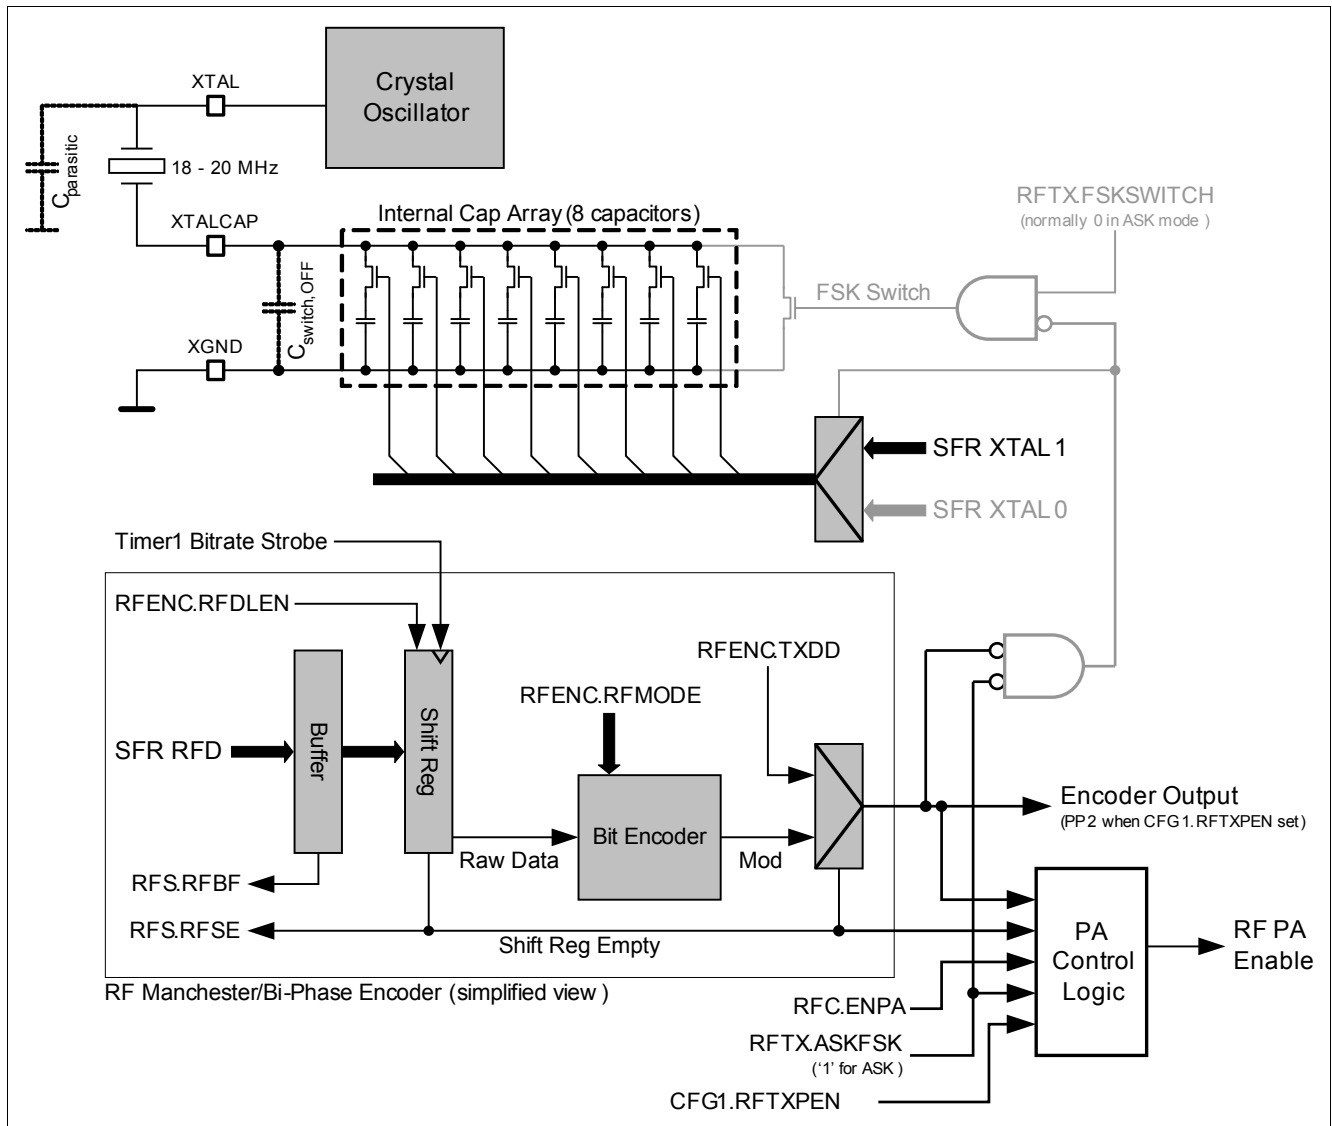 Crystal
Oscillator
XTAL
Cparasitic
18 - 20 MHz
XTALCAP
Internal Cap Array (8 capacitors)
RFTX.FSKSWITCH
(normally 0 in ASK mode )
FSK Switch
Cswitch,OFF
XGND
SFR XTAL 1
SFR XTAL 0
Timer1 Bitrate Strobe
RFENC.RFDLEN
RFENC.TXDD
RFENC.RFMODE
SFR RFD
Buffer
Shift Reg
Bit Encoder
Raw Data
Mod
Encoder Output
(PP2 when CFG1.RFTXPEN set)
RFS.RFBF
RFS.RFSE
Shift Reg Empty
PA
Control
Logic
RF PA
Enable
RF Manchester/Bi-Phase Encoder (simplified view )
RFC.ENPA
RFTX.ASKFSK
(‘1’ for ASK )
CFG1.RFTXPEN